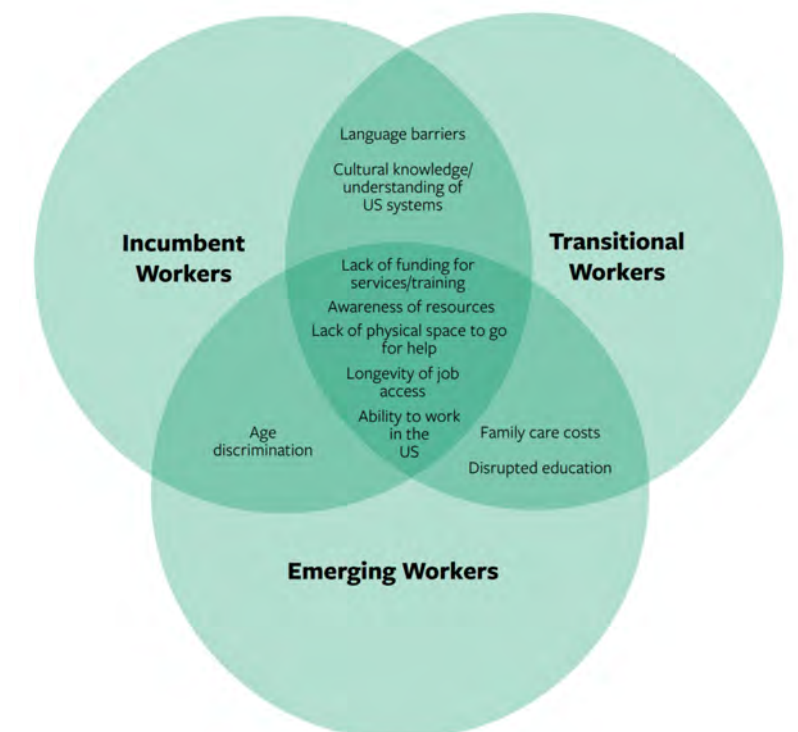 Language barriers
Cultural knowledge/
understanding of
US systems
Incumbent
Workers
Transitional
Workers
Lack of funding for
services/training
Awareness of resources
Lack of physical space to go
for help
Longevity of job
access
Ability to work
in the
US
Age
discrimination
Family care costs
Disrupted education
Emerging Workers